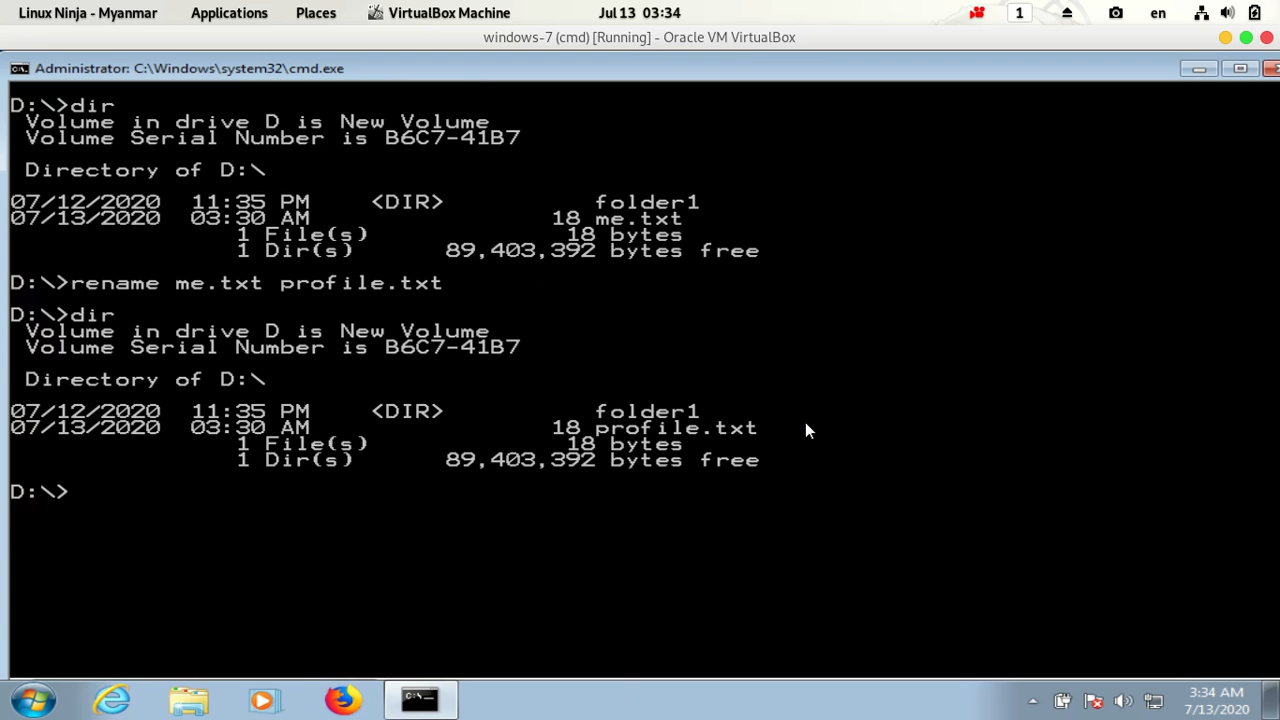 Linux Ninja - Myanmar Applications Places VirtualBox Machine Jul 13 03:34 1 en
windows-7 (cmd) [Running] - Oracle VM VirtualBox
Administrator: C:\Windows\system32\cmd.exe
D:\>dir
Volume in drive D is New Volume
Volume Serial Number is B6C7-41B7
Directory of D:\
07/12/2020 11:35 PM <DIR> folder1
07/13/2020 03:30 AM 18 me.txt
1 File(s) 18 bytes
1 Dir(s) 89,403,392 bytes free
D:\>rename me.txt profile.txt
D:\>dir
Volume in drive D is New Volume
Volume Serial Number is B6C7-41B7
Directory of D:\
07/12/2020 11:35 PM <DIR> folder1
07/13/2020 03:30 AM 18 profile.txt
1 File(s) 18 bytes
1 Dir(s) 89,403,392 bytes free
D:\>
3:34 AM
7/13/2020